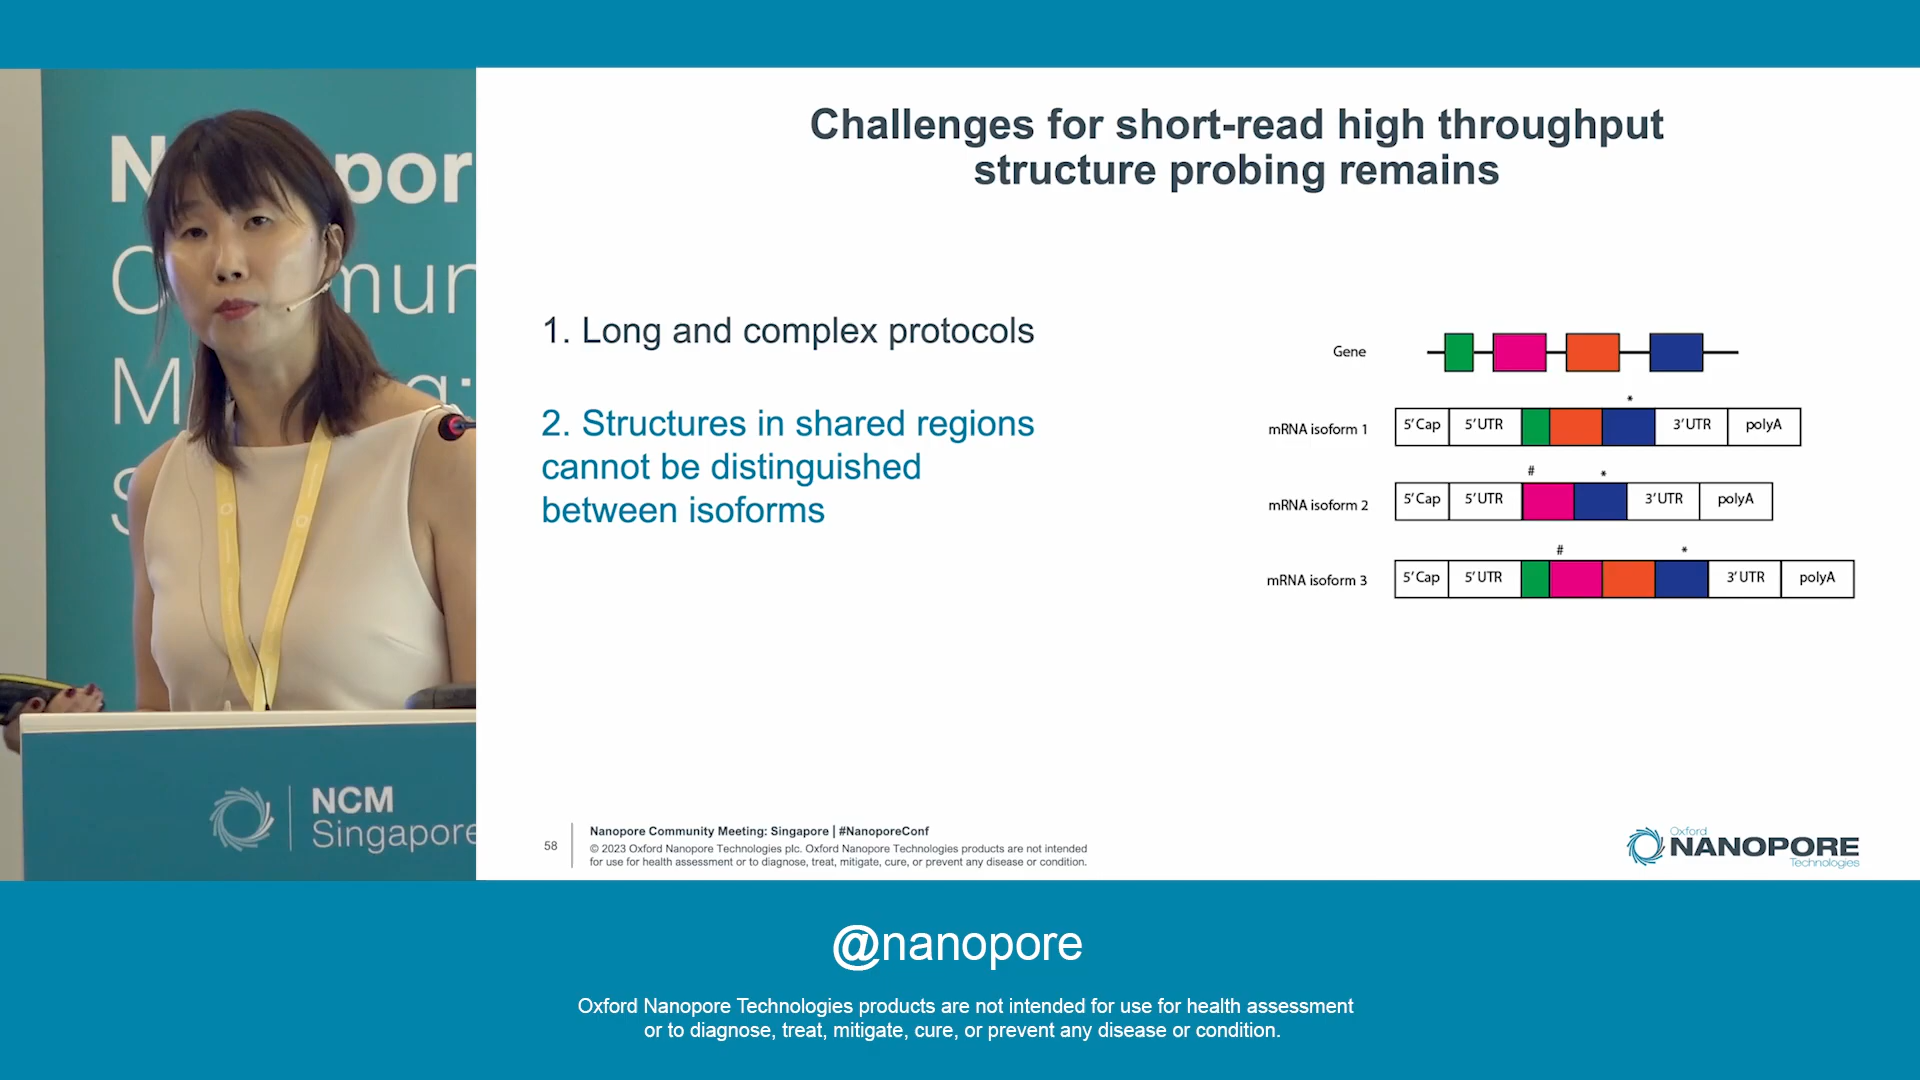 Challenges for short-read high throughput
structure probing remains
1. Long and complex protocols
2. Structures in shared regions
cannot be distinguished
between isoforms
Gene
*
mRNA isoform 1
5'Cap 5'UTR 3'UTR polyA
# *
mRNA isoform 2
5'Cap 5'UTR 3'UTR polyA
# *
mRNA isoform 3
5'Cap 5'UTR 3'UTR polyA
58
Nanopore Community Meeting: Singapore | #NanoporeConf
© 2023 Oxford Nanopore Technologies plc. Oxford Nanopore Technologies products are not intended
for use for health assessment or to diagnose, treat, mitigate, cure, or prevent any disease or condition.
Oxford
NANOPORE
Technologies
NCM
Singapore
@nanopore
Oxford Nanopore Technologies products are not intended for use for health assessment
or to diagnose, treat, mitigate, cure, or prevent any disease or condition.